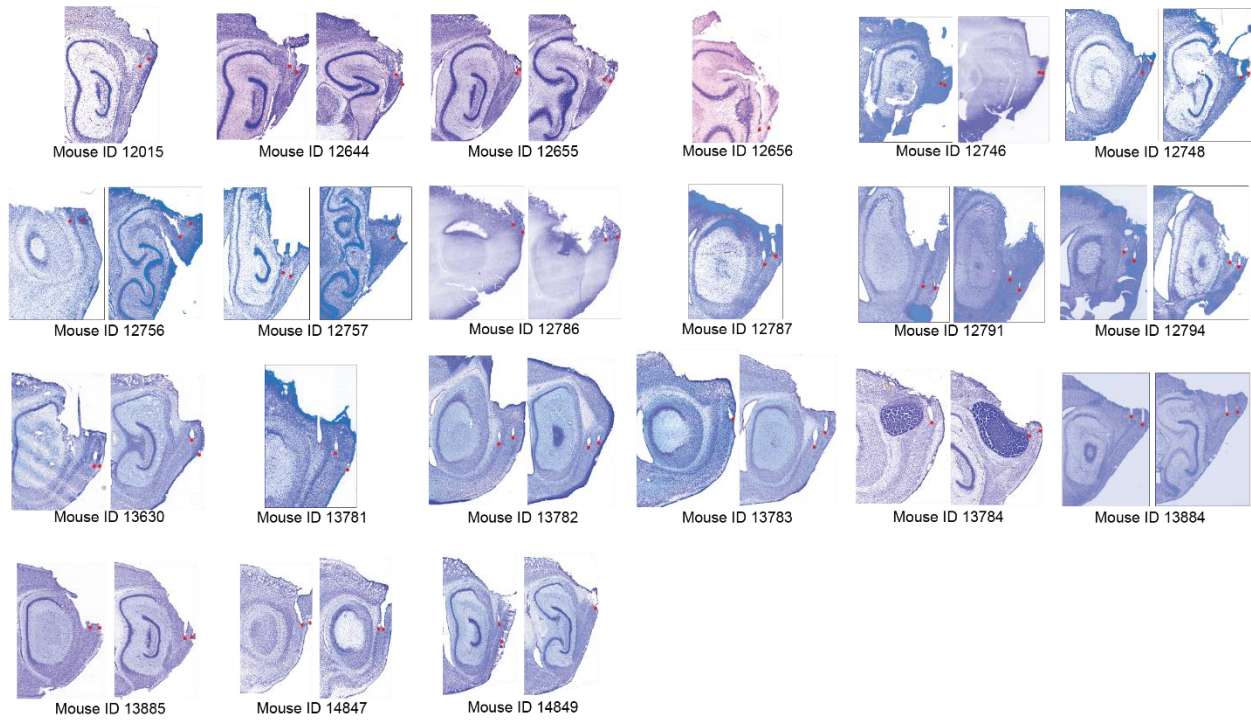 Mouse ID 12015
Mouse ID 12644
Mouse ID 12655
Mouse ID 12656
Mouse ID 12746
Mouse ID 12748
Mouse ID 12756
Mouse ID 12757
Mouse ID 12786
Mouse ID 12787
Mouse ID 12791
Mouse ID 12794
Mouse ID 13630
Mouse ID 13781
Mouse ID 13782
Mouse ID 13783
Mouse ID 13784
Mouse ID 13884
Mouse ID 13885
Mouse ID 14847
Mouse ID 14849